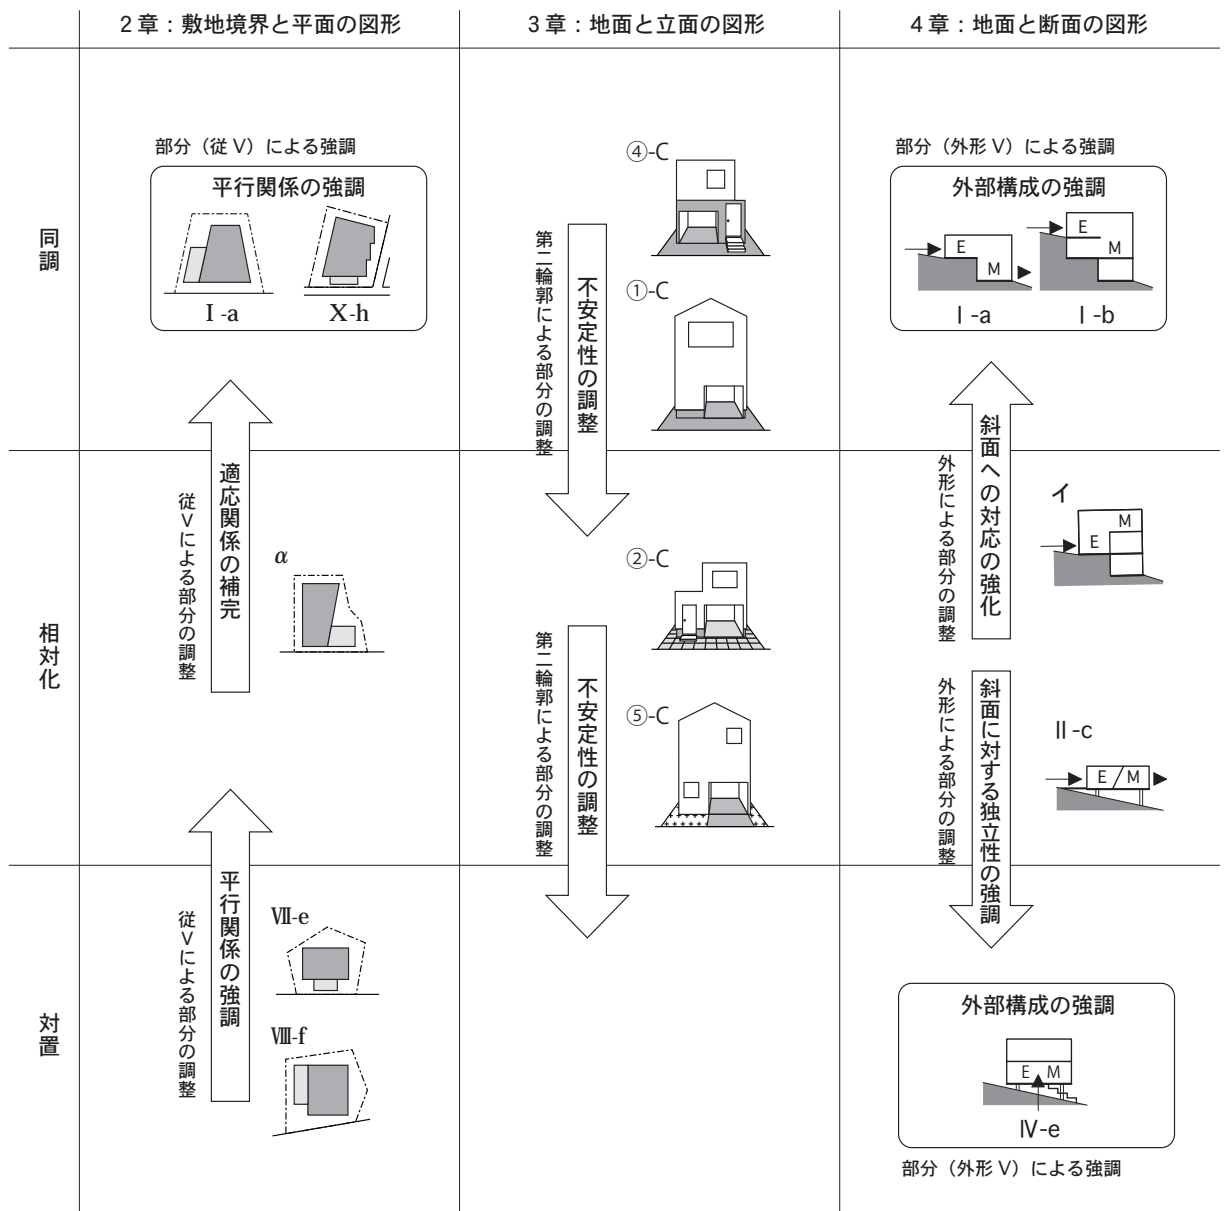 2章：敷地境界と平面の図形
3章：地面と立面の図形
4章：地面と断面の図形
同調
部分（従V）による強調
平行関係の強調
I-a
X-h
④-C
①-C
第二輪郭による部分の調整
不安定性の調整
部分（外形V）による強調
外部構成の強調
E
M
I-a
E
M
I-b
相対化
適応関係の補完
従Vによる部分の調整
α
②-C
⑤-C
第二輪郭による部分の調整
不安定性の調整
外形による部分の調整
斜面への対応の強化
イ
M
E
外形による部分の調整
斜面に対する独立性の強調
II-c
E/M
対置
従Vによる部分の調整
平行関係の強調
Ⅶ-e
Ⅷ-f
外部構成の強調
E M
Ⅳ-e
部分（外形V）による強調